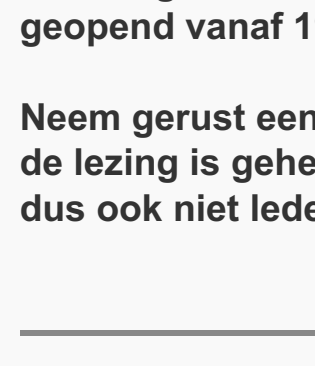 geopend vanaf 1
Neem gerust een
de lezing is gehe
dus ook niet lede